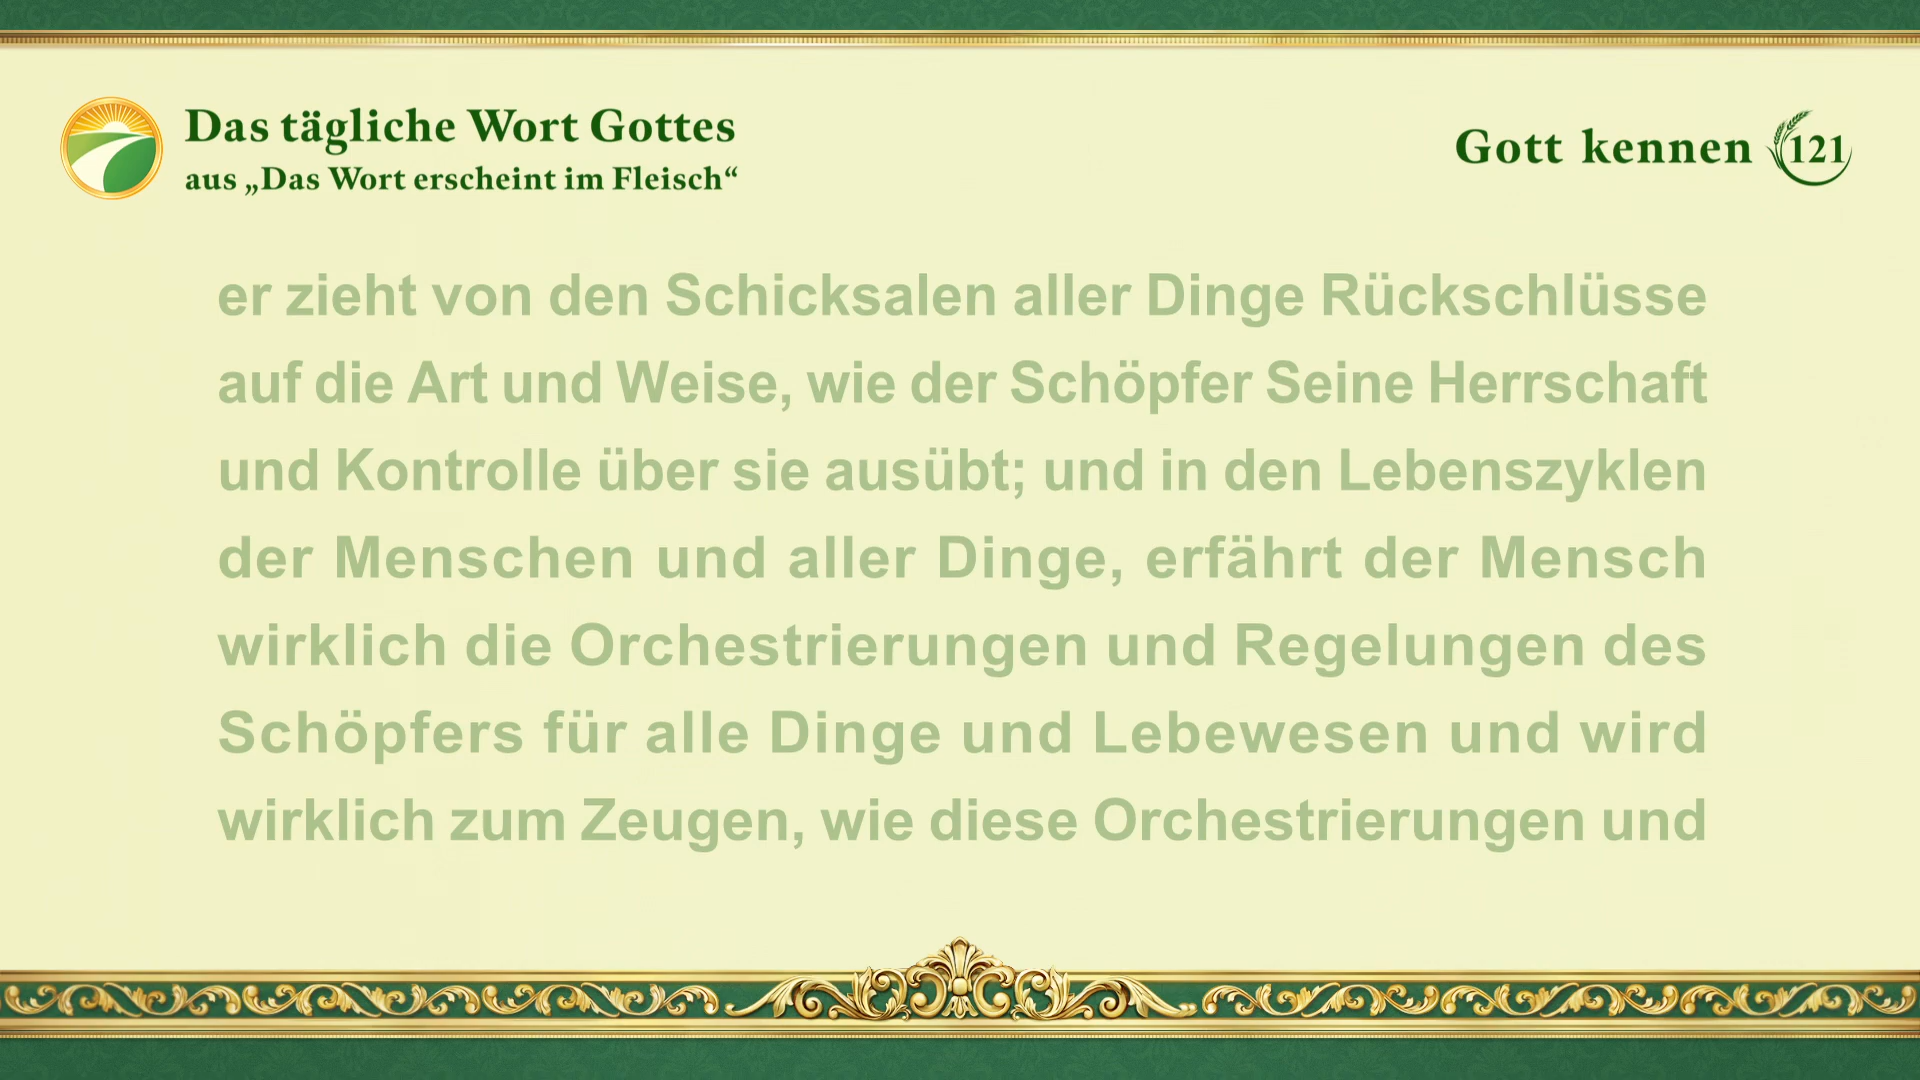 Das tägliche Wort Gottes
aus „Das Wort erscheint im Fleisch“
Gott kennen 121
er zieht von den Schicksalen aller Dinge Rückschlüsse
auf die Art und Weise, wie der Schöpfer Seine Herrschaft
und Kontrolle über sie ausübt; und in den Lebenszyklen
der Menschen und aller Dinge, erfährt der Mensch
wirklich die Orchestrierungen und Regelungen des
Schöpfers für alle Dinge und Lebewesen und wird
wirklich zum Zeugen, wie diese Orchestrierungen und